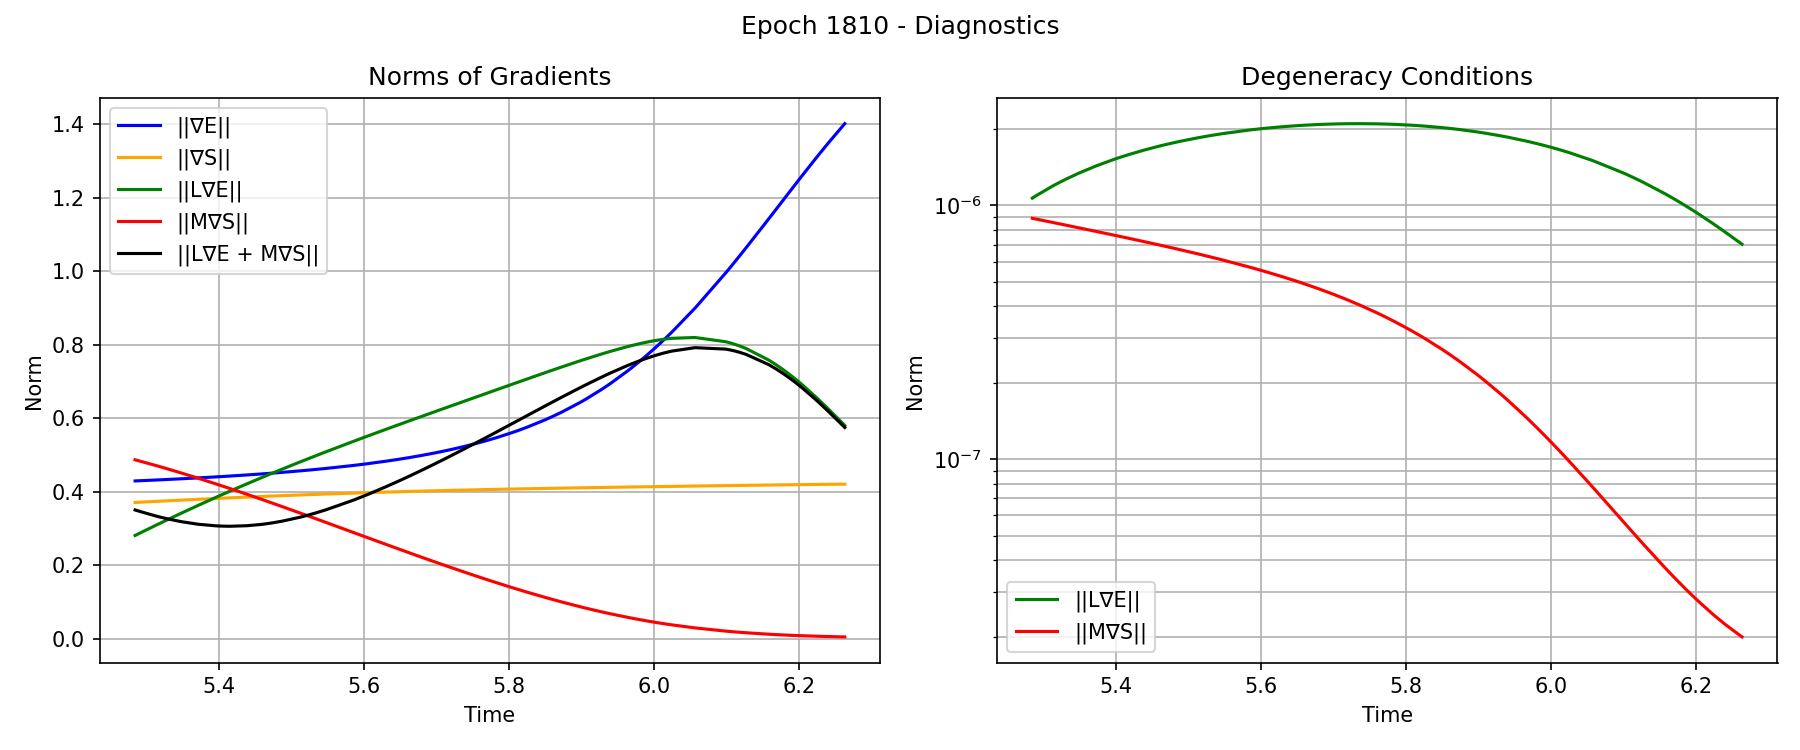 Epoch 1810 - Diagnostics
Norms of Gradients
||∇E||
||∇S||
||L∇E||
||M∇S||
||L∇E + M∇S||
1.4
1.2
1.0
0.8
0.6
0.4
0.2
0.0
Norm
5.4 5.6 5.8 6.0 6.2
Time
Degeneracy Conditions
10⁻⁶
10⁻⁷
Norm
||L∇E||
||M∇S||
5.4 5.6 5.8 6.0 6.2
Time